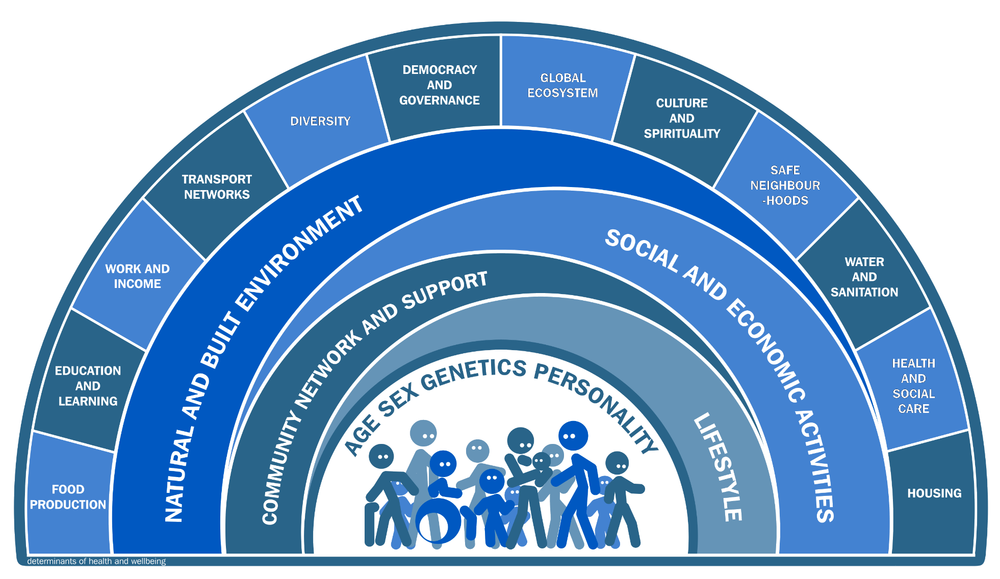 DEMOCRACY
AND
GOVERNANCE
GLOBAL
ECOSYSTEM
DIVERSITY
CULTURE
AND
SPIRITUALITY
TRANSPORT
NETWORKS
SAFE
NEIGHBOUR
-HOODS
WORK AND
INCOME
WATER
AND
SANITATION
EDUCATION
AND
LEARNING
HEALTH
AND
SOCIAL
CARE
FOOD
PRODUCTION
HOUSING
NATURAL AND BUILT ENVIRONMENT
SOCIAL AND ECONOMIC ACTIVITIES
COMMUNITY NETWORK AND SUPPORT
LIFESTYLE
AGE SEX GENETICS PERSONALITY
determinants of health and wellbeing